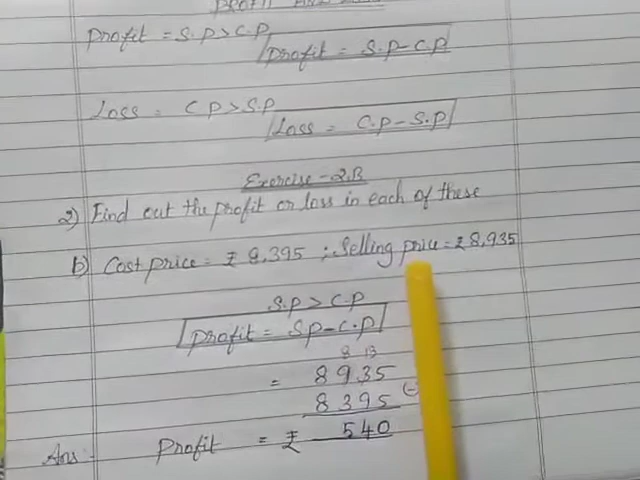 Profit = S.P > C.P
Profit = S.P - C.P
Loss = C P > S.P
Loss = C.P - S.P
Exercise - 2.B
2) Find out the profit or loss in each of these
b) Cost price = ₹ 8,395 ; Selling price = ₹ 8,935
S.P > C.P
Profit = S.P - C.P
8 13
= 8935
8395 (-)
Ans: Profit = ₹ 540